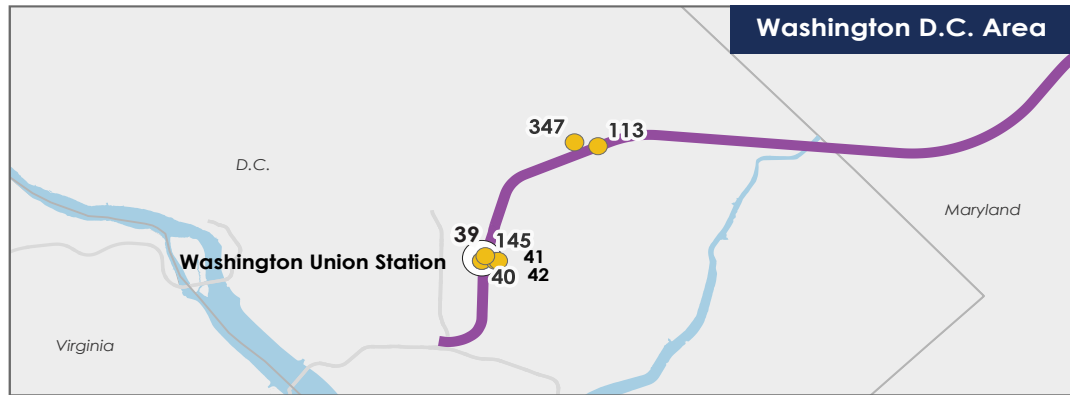 Washington D.C. Area
347
113
D.C.
Maryland
39
145
Washington Union Station
41
40
42
Virginia